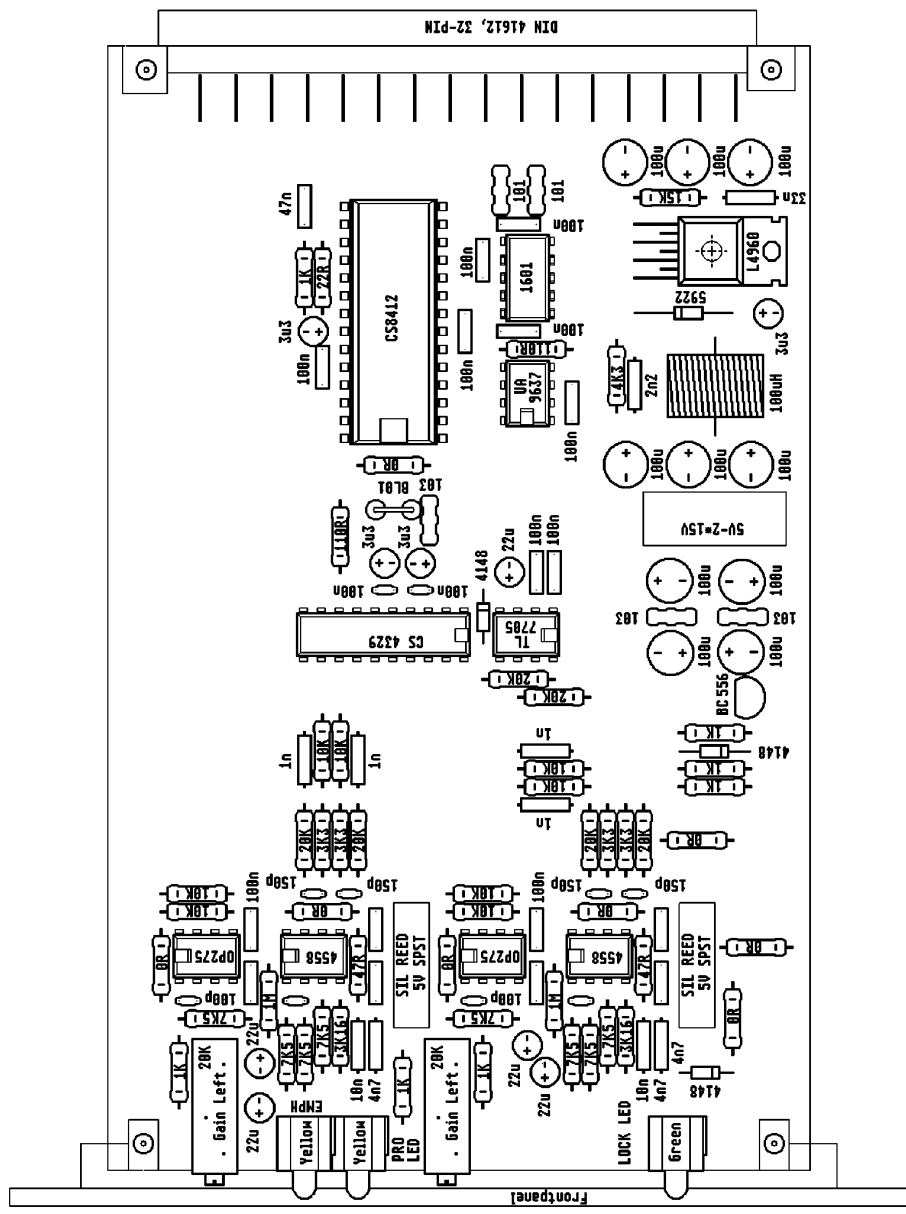 DIN 41612, 32-PIN
100u
100u
100u
47n
101
101
15K
33n
100n
1K
22R
100n
1601
L4960
CS8412
5922
3u3
100n
3u3
100n
100n
110R
4K3
2n2
100uH
UA
9637
100n
0R
103
BL01
100u
100u
100u
5V-2*15V
110R
3u3
3u3
22u
100n
100n
4148
100n
100n
100u
100u
103
103
CS 4329
TL
7705
100u
100u
20K
20K
BC556
1n
1K
1n
10K
10K
1n
10K
10K
4148
1K
1K
1n
20K
3K3
3K3
20K
20K
3K3
3K3
20K
0R
150p
150p
150p
150p
10K
10K
100n
0R
10K
10K
100n
0R
0R
OP275
4558
47R
SIL REED
5V SPST
0R
OP275
4558
47R
SIL REED
5V SPST
0R
100p
1M
100p
1M
7K5
7K5
0R
22u
7K5
7K5
7K5
3K16
22u
7K5
7K5
7K5
3K16
1K
20K
Gain Left.
10n
4n7
1K
20K
Gain Left.
1K
22u
10n
4n7
4n7
4148
22u
EMPH
Yellow
Yellow
PRO
LED
LOCK LED
Green
Frontpanel